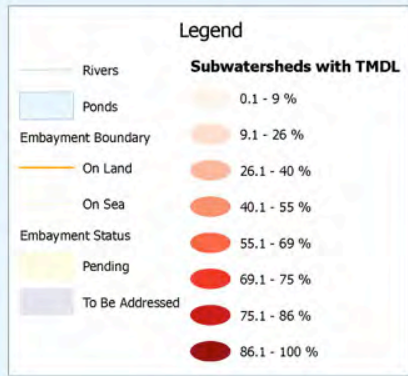 Legend
Rivers
Ponds
Embayment Boundary
On Land
On Sea
Embayment Status
Pending
To Be Addressed
Subwatersheds with TMDL
0.1 - 9 %
9.1 - 26 %
26.1 - 40 %
40.1 - 55 %
55.1 - 69 %
69.1 - 75 %
75.1 - 86 %
86.1 - 100 %